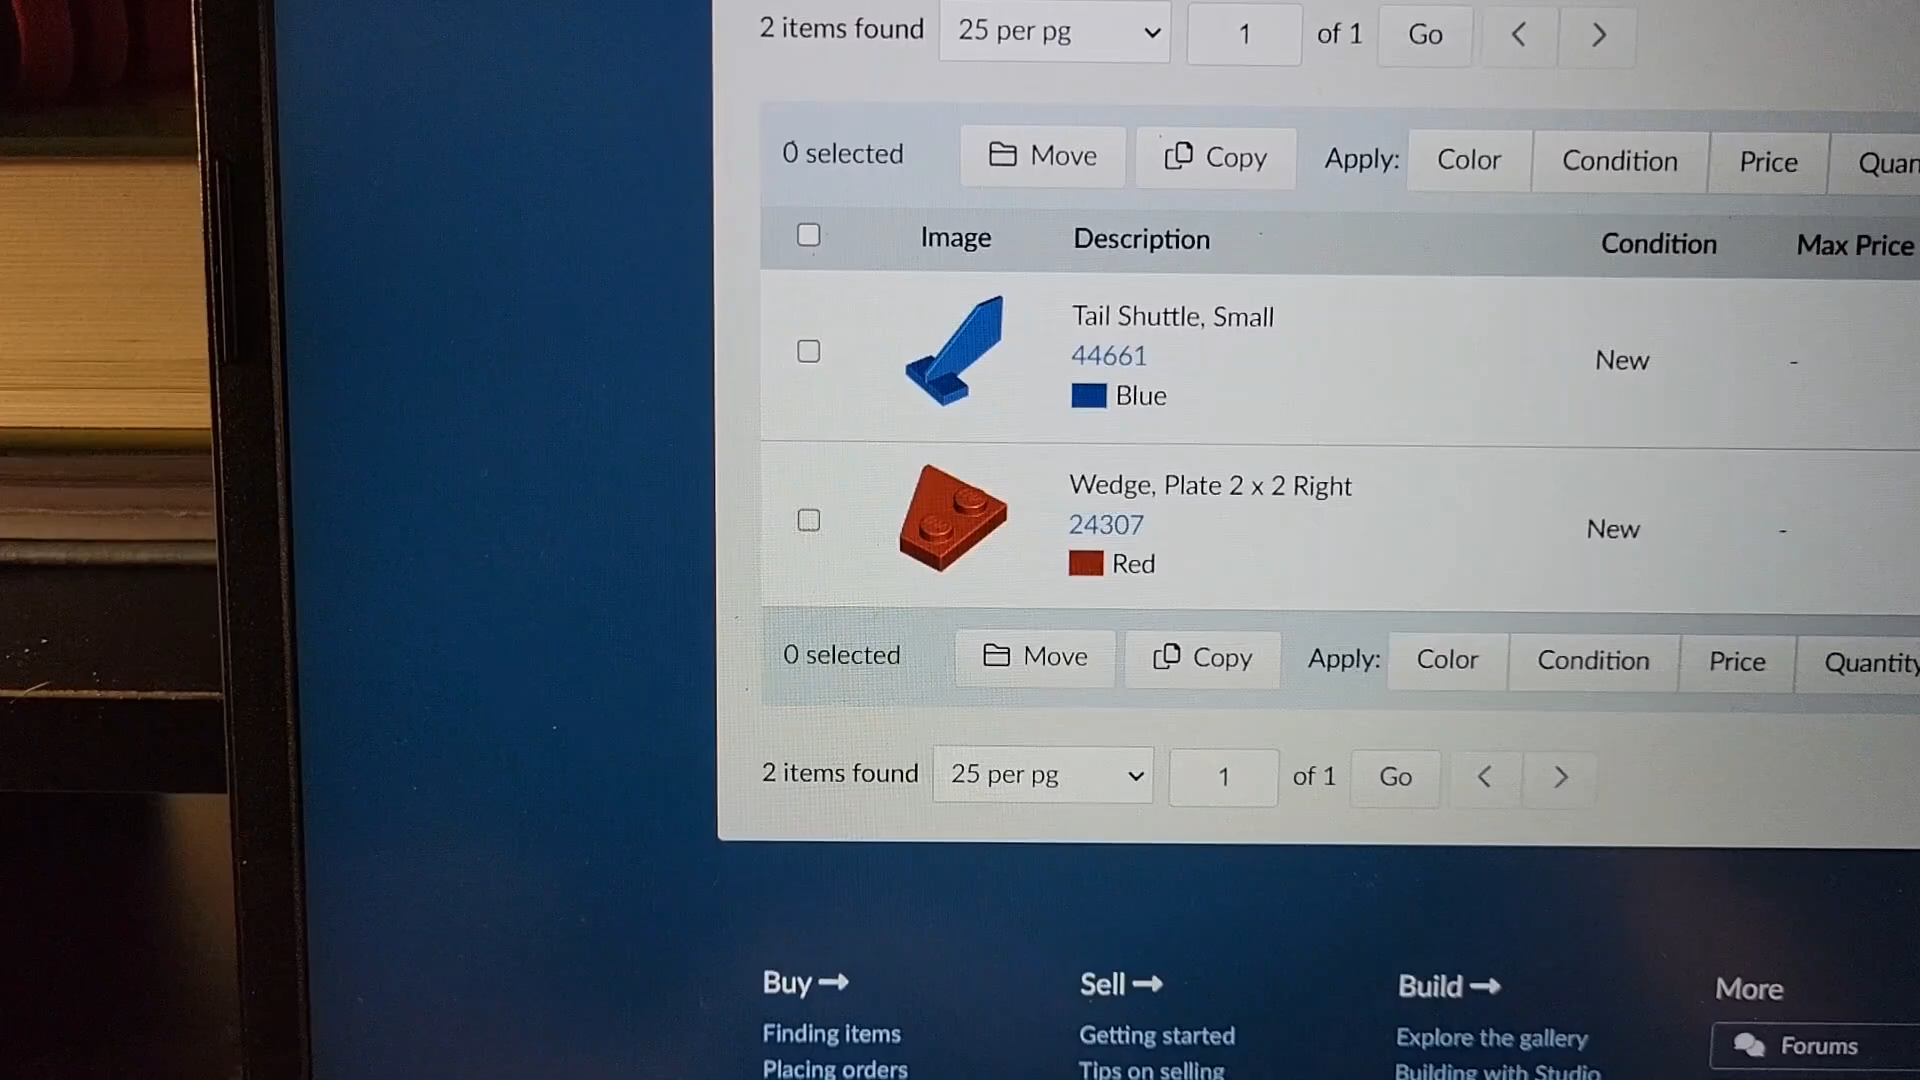 2 items found 25 per pg 1 of 1 Go
0 selected Move Copy Apply: Color Condition Price Quan
Image Description Condition Max Price
Tail Shuttle, Small
44661
Blue
New -
Wedge, Plate 2 x 2 Right
24307
Red
New -
0 selected Move Copy Apply: Color Condition Price Quantity
2 items found 25 per pg 1 of 1 Go
Buy Sell Build More
Finding items Getting started Explore the gallery Forums
Placing orders Tips on selling Building with Studio